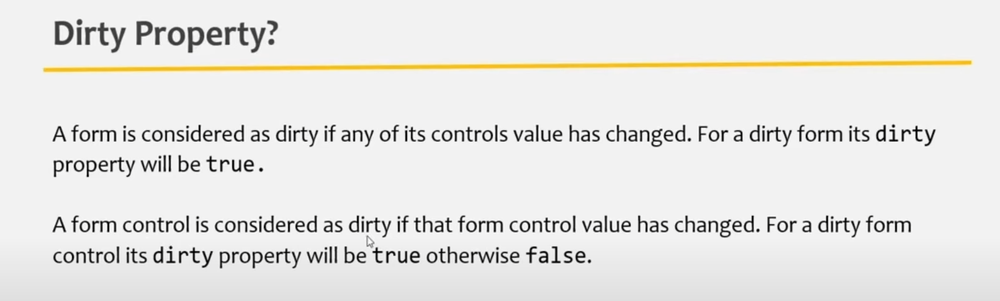 Dirty Property?
A form is considered as dirty if any of its controls value has changed. For a dirty form its dirty
property will be true.
A form control is considered as dirty if that form control value has changed. For a dirty form
control its dirty property will be true otherwise false.